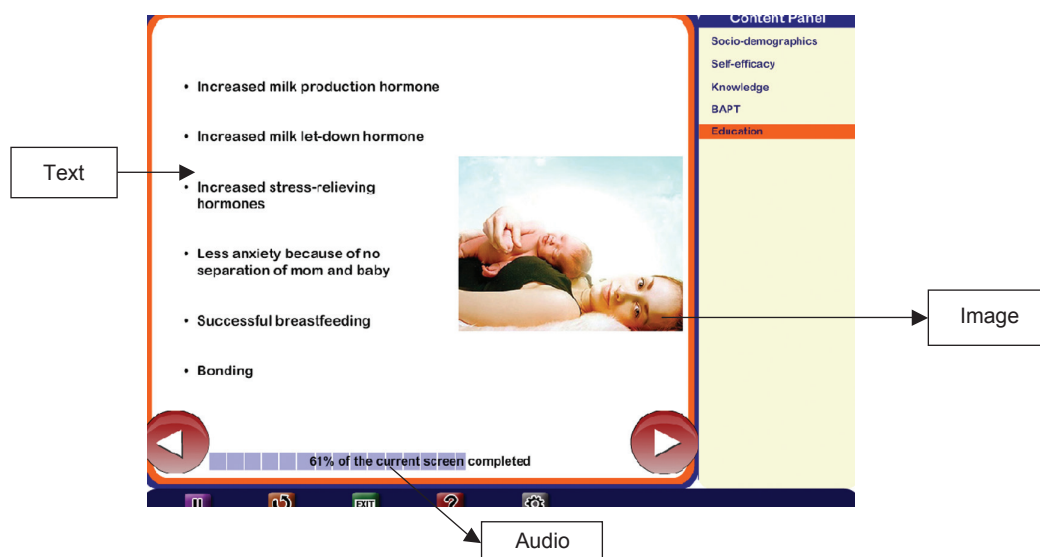 Content Panel
Socio-demographics
Self-efficacy
Knowledge
BAPT
Education
• Increased milk production hormone
• Increased milk let-down hormone
• Increased stress-relieving
hormones
• Less anxiety because of no
separation of mom and baby
• Successful breastfeeding
• Bonding
61% of the current screen completed
EXIT
?
Text
Image
Audio